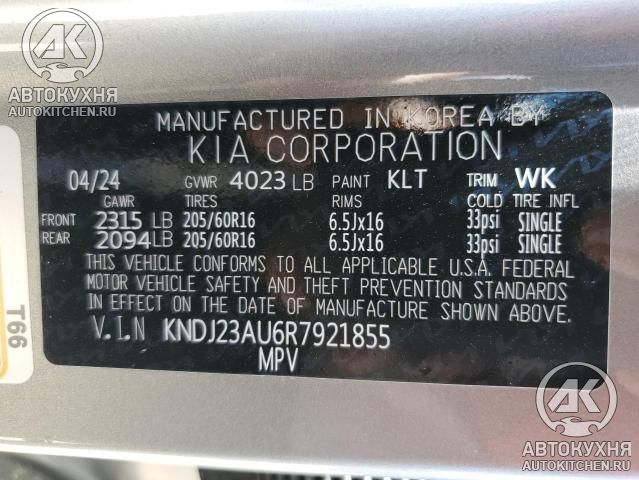 АК
АВТОКУХНЯ
AUTOKITCHEN.RU
MANUFACTURED IN KOREA BY
KIA CORPORATION
04/24 GVWR 4023 LB PAINT KLT TRIM WK
GAWR TIRES RIMS COLD TIRE INFL
FRONT 2315 LB 205/60R16 6.5Jx16 33psi SINGLE
REAR 2094 LB 205/60R16 6.5Jx16 33psi SINGLE
THIS VEHICLE CONFORMS TO ALL APPLICABLE U.S.A. FEDERAL
MOTOR VEHICLE SAFETY AND THEFT PREVENTION STANDARDS
IN EFFECT ON THE DATE OF MANUFACTURE SHOWN ABOVE.
V.I.N KNDJ23AU6R7921855
MPV
T66
АК
АВТОКУХНЯ
AUTOKITCHEN.RU